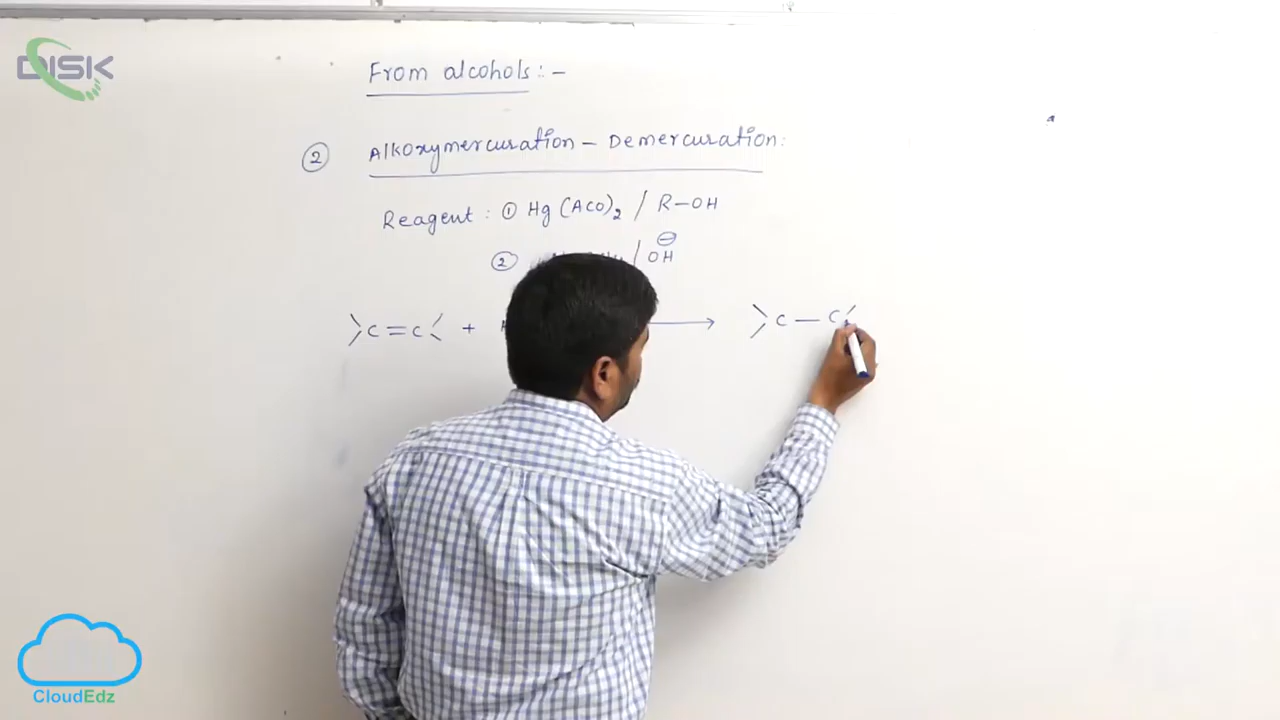 DISK
From alcohols :-
② Alkoxymercuration - Demercuration:
Reagent : ① Hg (ACO)₂ / R-OH
② / OH⊖
>C=C< + ⟶ >C-C<
CloudEdz